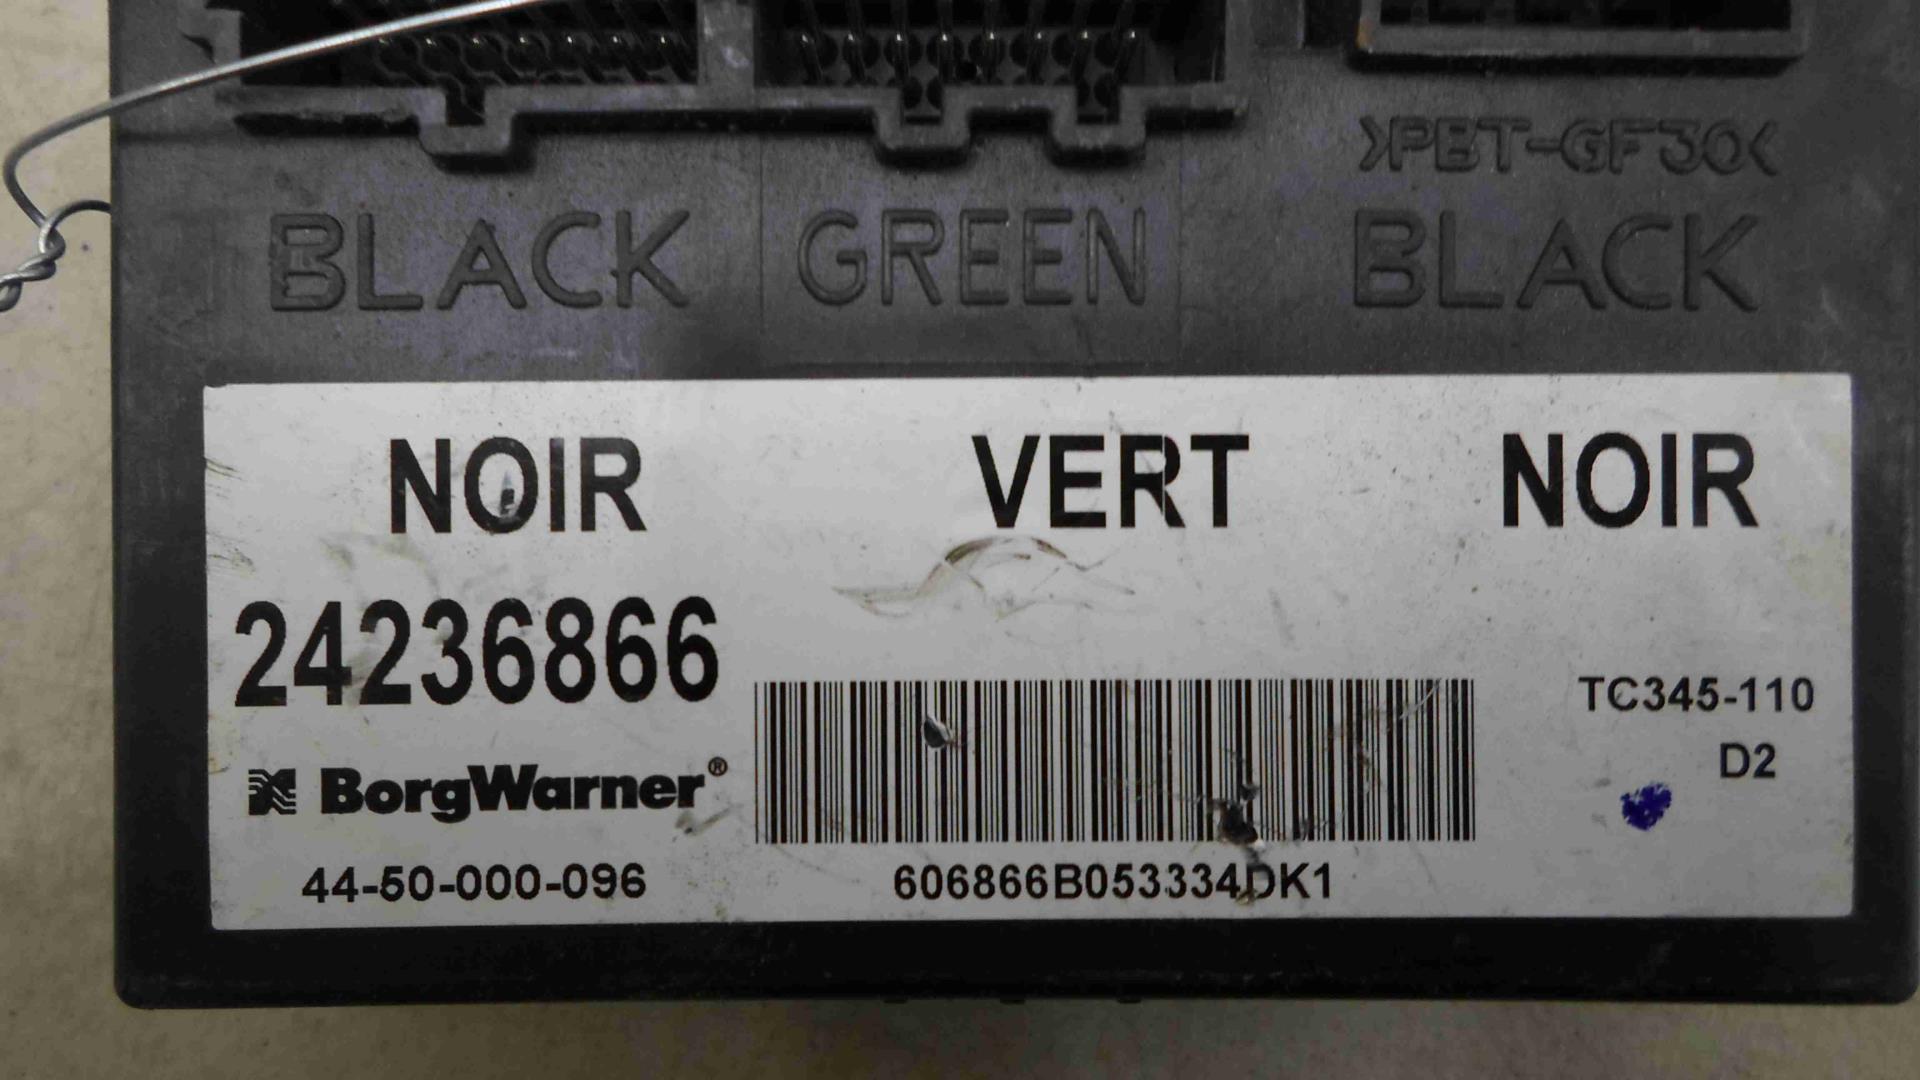 >PBT-GF30<
BLACK GREEN BLACK
NOIR VERT NOIR
24236866
TC345-110
D2
BorgWarner®
44-50-000-096
606866B053334DK1